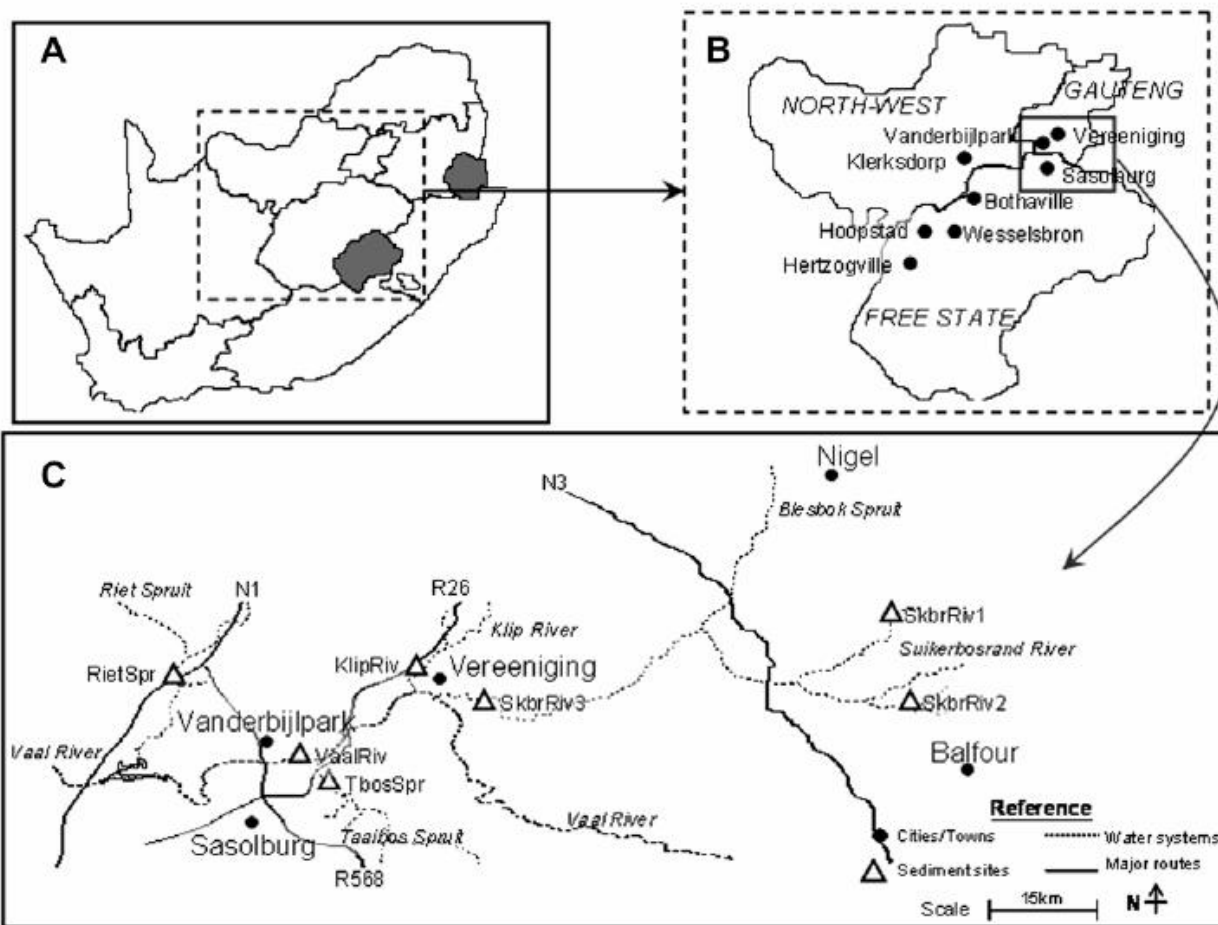 A
B
NORTH-WEST
GAUTENG
Vanderbijlpark
Vereeniging
Klerksdorp
Sasolburg
Bothaville
Hoopstad
Wesselsbron
Hertzogville
FREE STATE
C
Nigel
N3
Blesbok Spruit
Riet Spruit
N1
R26
Klip River
SkbrRiv1
Suikerbosrand River
RietSpr
KlipRiv
Vereeniging
SkbrRiv3
SkbrRiv2
Vanderbijlpark
Vaal River
VaalRiv
Balfour
TbosSpr
Vaal River
Taaibos Spruit
Sasolburg
R568
Reference
Cities/Towns
Water systems
Sediment sites
Major routes
Scale
15km
N